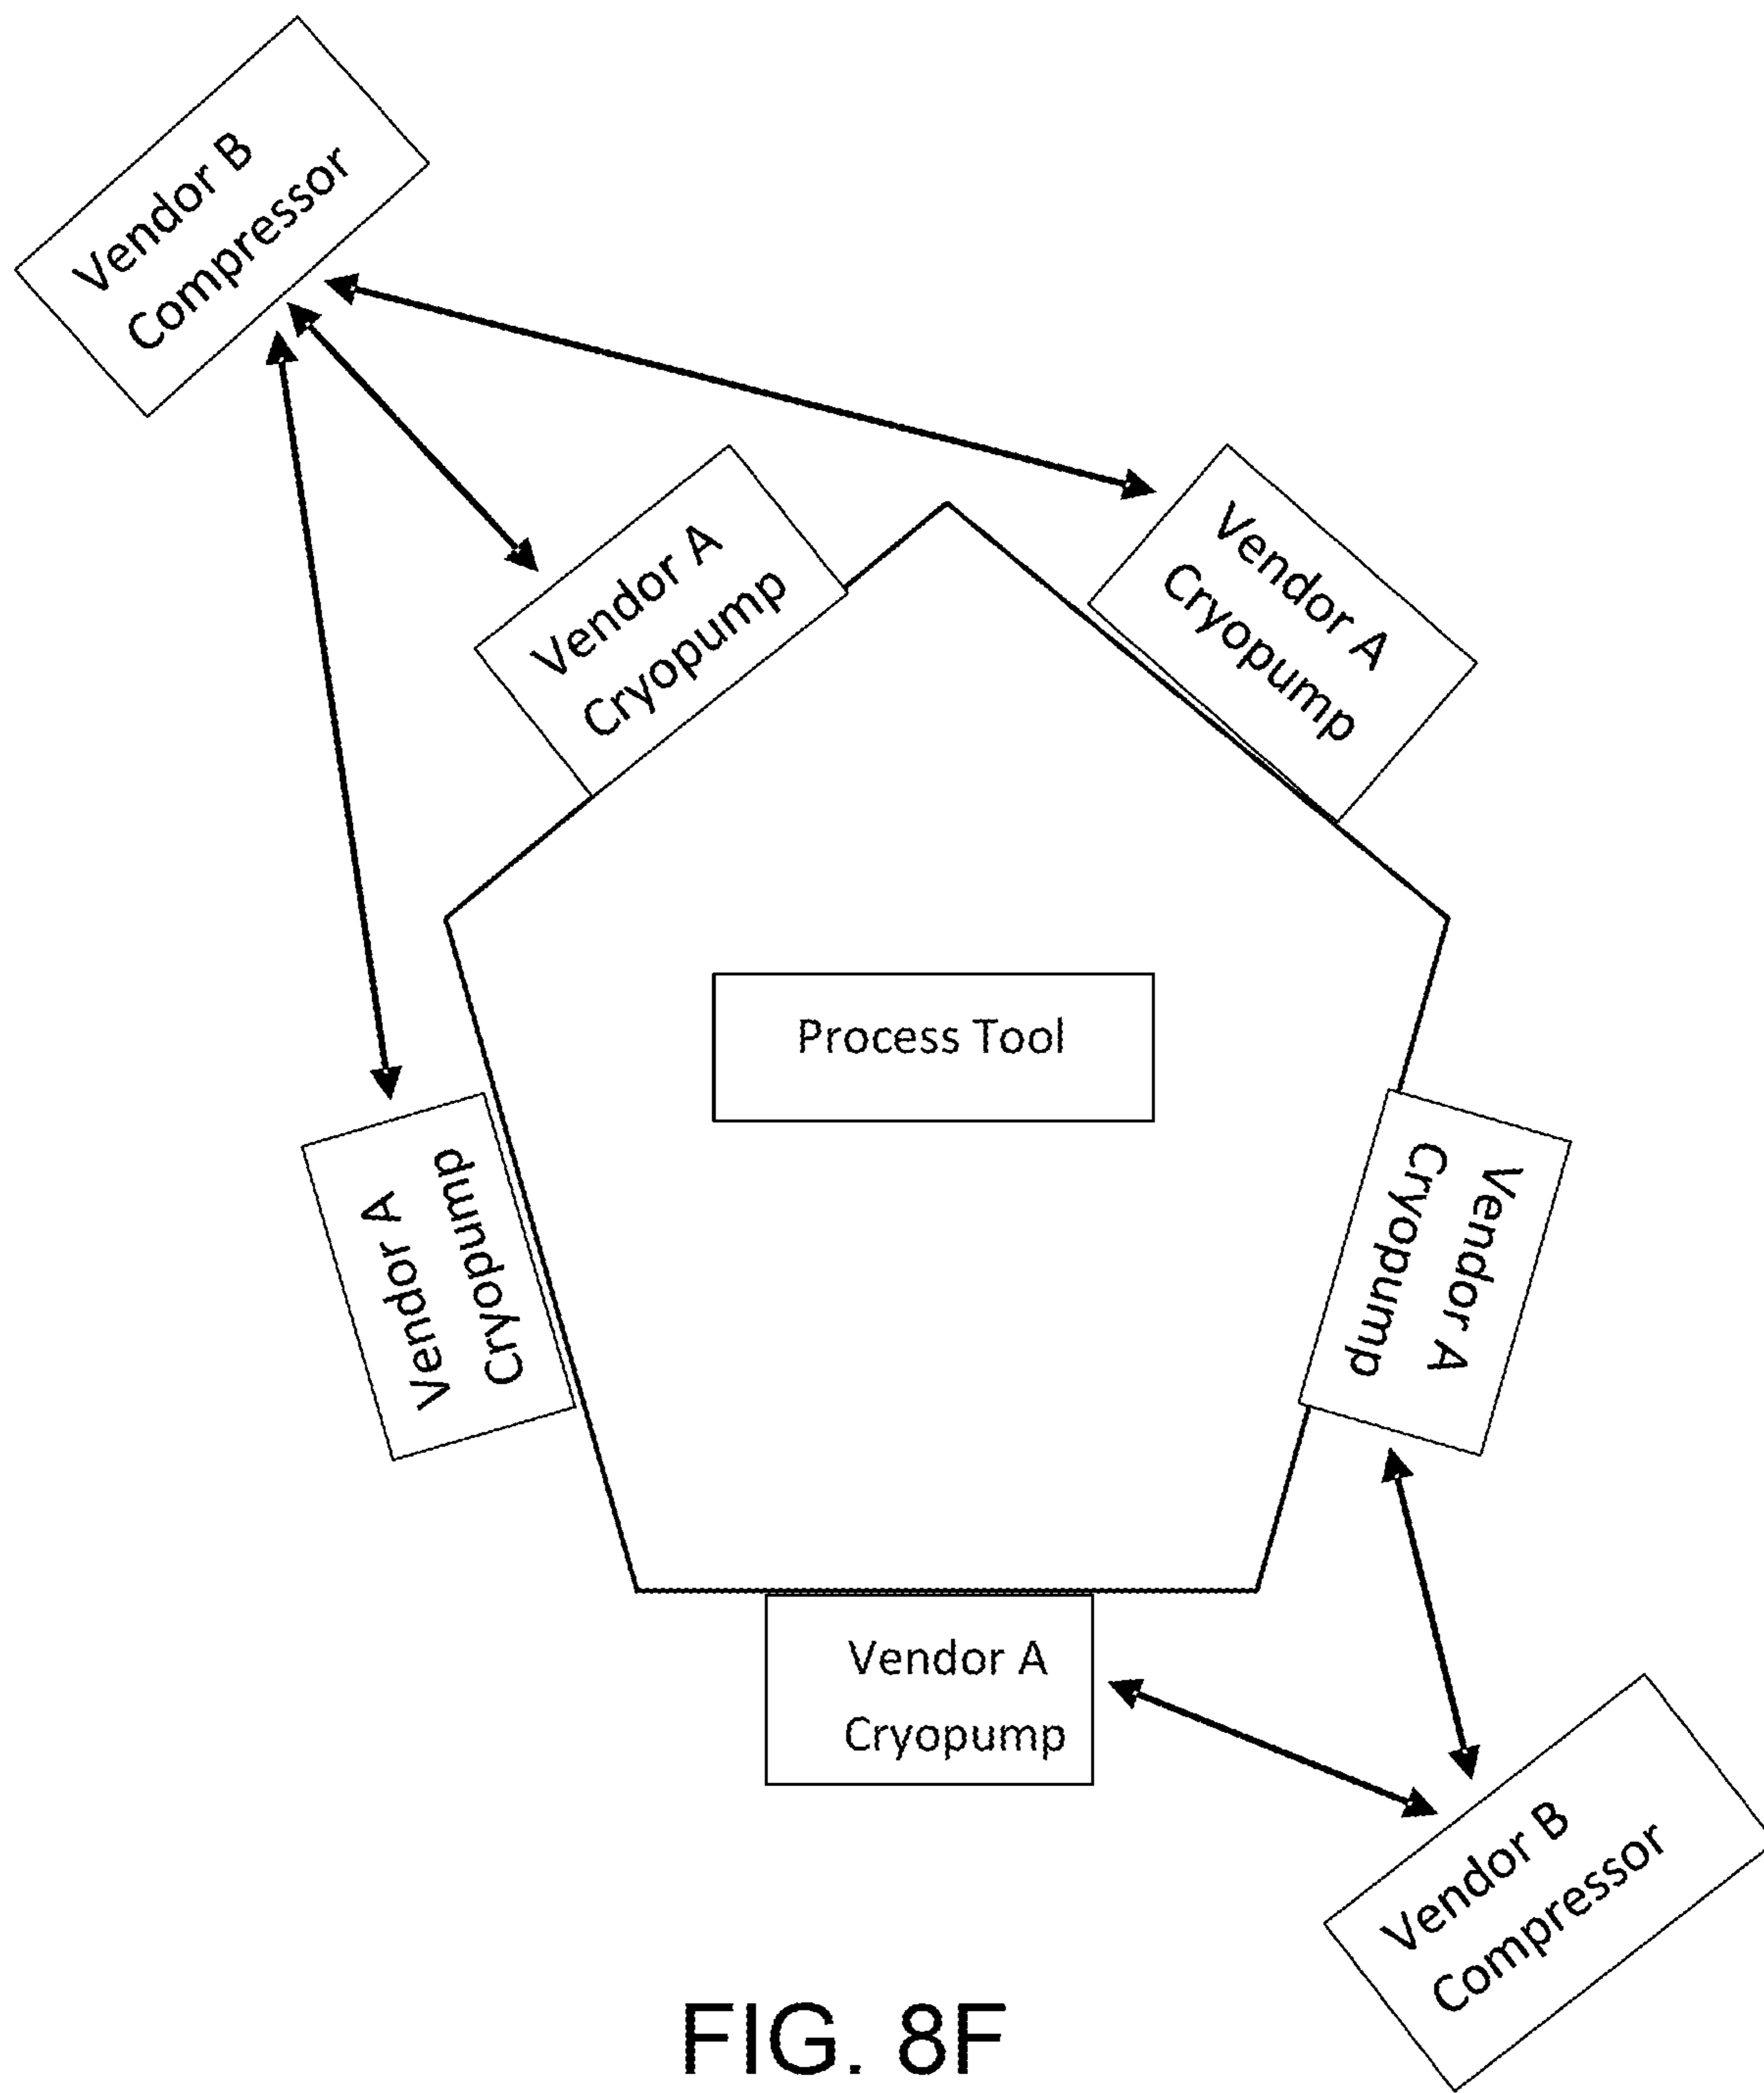 Vendor B
Compressor
Vendor A
Cryopump
Vendor A
Cryopump
Process Tool
Vendor A
Cryopump
Vendor A
Cryopump
Vendor A
Cryopump
Vendor B
Compressor
FIG. 8F